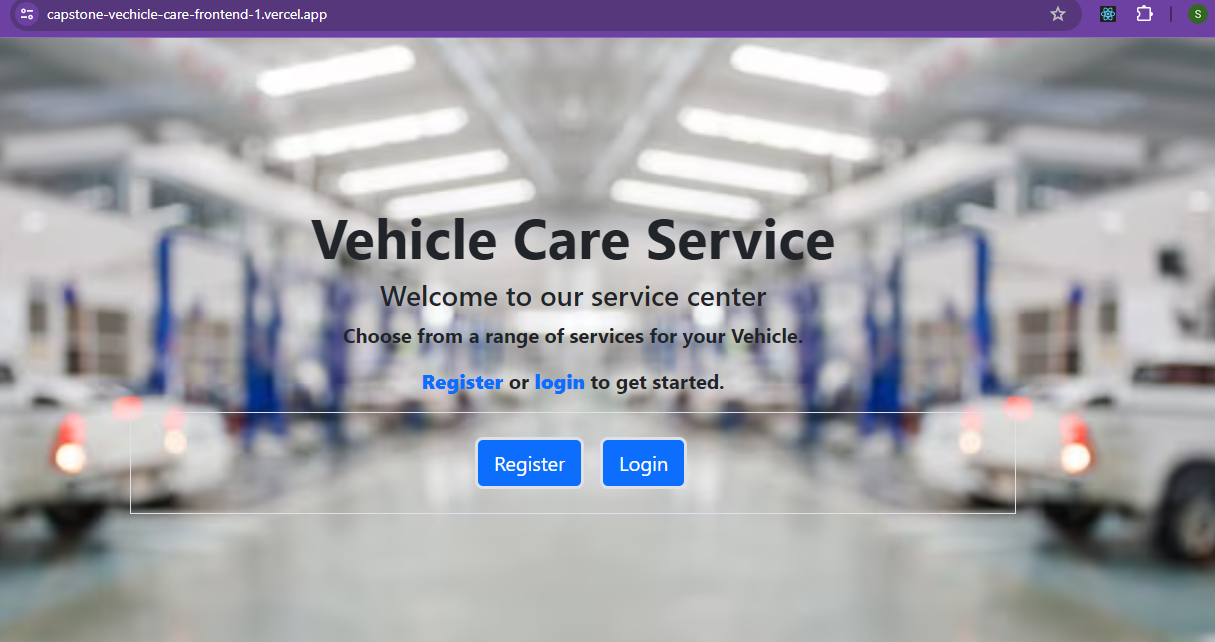 capstone-vechicle-care-frontend-1.vercel.app
S
Vehicle Care Service
Welcome to our service center
Choose from a range of services for your Vehicle.
Register or login to get started.
Register Login